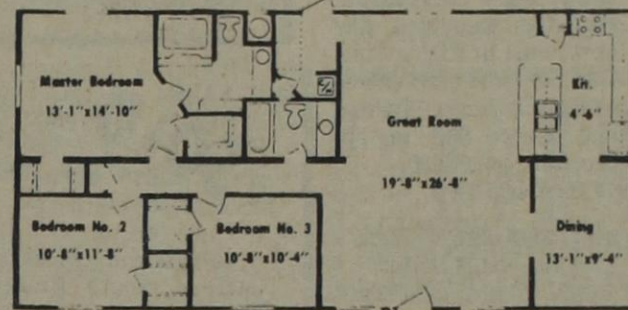 Master Bedroom
13'-1"x14'-10"
Great Room
19'-8"x26'-8"
Kit.
4'-6"
Bedroom No. 2
10'-8"x11'-8"
Bedroom No. 3
10'-8"x10'-4"
Dining
13'-1"x9'-4"